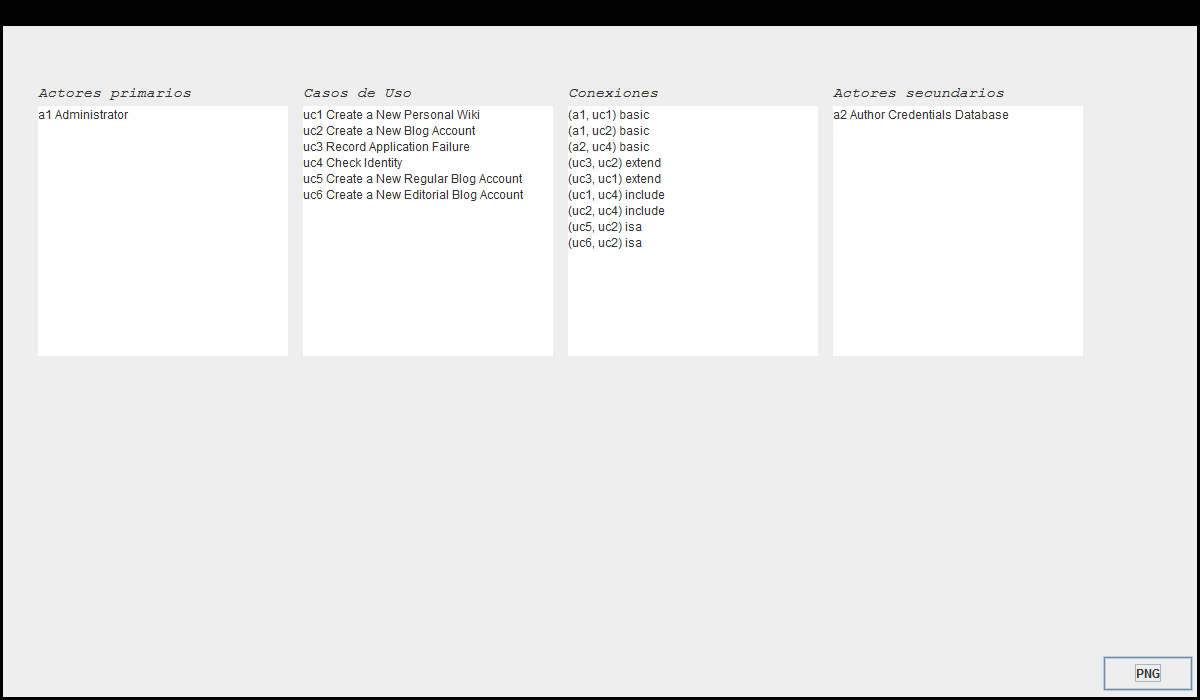 Actores primarios
a1 Administrator
Casos de Uso
uc1 Create a New Personal Wiki
uc2 Create a New Blog Account
uc3 Record Application Failure
uc4 Check Identity
uc5 Create a New Regular Blog Account
uc6 Create a New Editorial Blog Account
Conexiones
(a1, uc1) basic
(a1, uc2) basic
(a2, uc4) basic
(uc3, uc2) extend
(uc3, uc1) extend
(uc1, uc4) include
(uc2, uc4) include
(uc5, uc2) isa
(uc6, uc2) isa
Actores secundarios
a2 Author Credentials Database
PNG